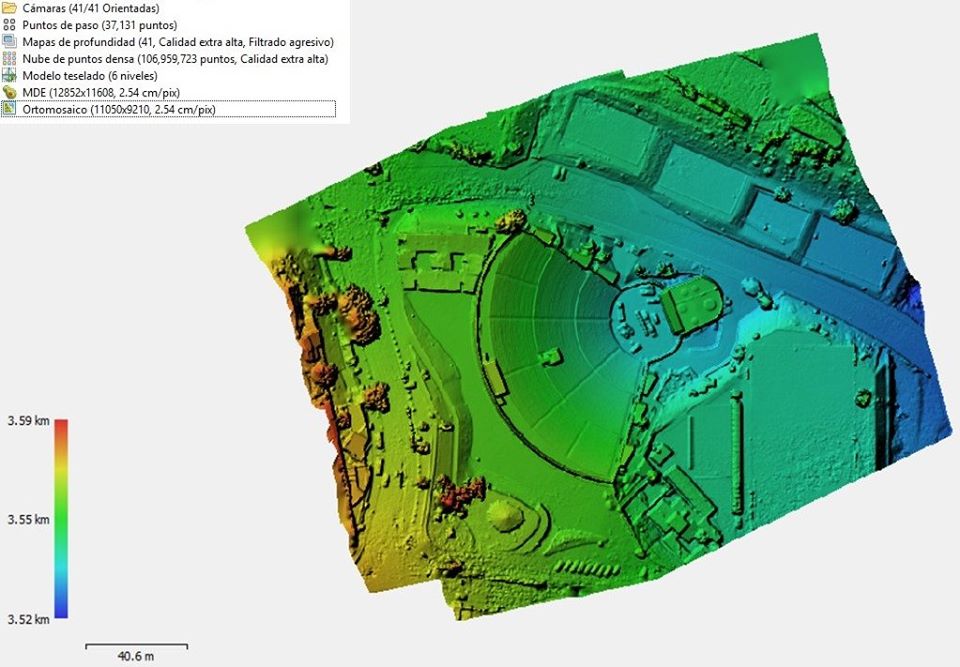 Cámaras (41/41 Orientadas)
Puntos de paso (37,131 puntos)
Mapas de profundidad (41, Calidad extra alta, Filtrado agresivo)
Nube de puntos densa (106,959,723 puntos, Calidad extra alta)
Modelo teselado (6 niveles)
MDE (12852x11608, 2.54 cm/pix)
Ortomosaico (11050x9210, 2.54 cm/pix)
3.59 km
3.55 km
3.52 km
40.6 m